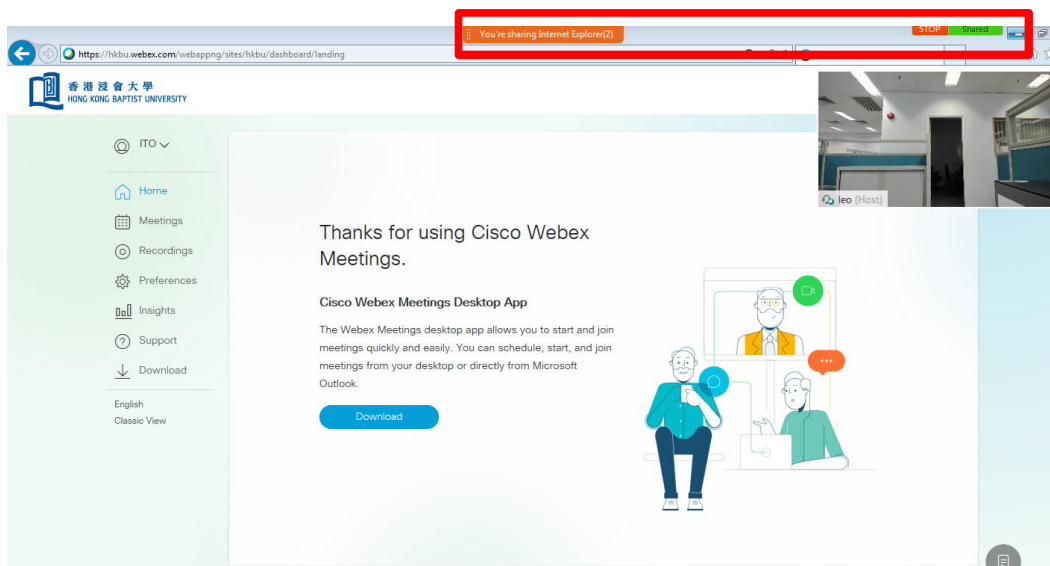 You're sharing Internet Explorer(2)
STOP
Shared
https://hkbu.webex.com/webappng/sites/hkbu/dashboard/landing
香港浸會大學
HONG KONG BAPTIST UNIVERSITY
ITO
Home
Meetings
Recordings
Preferences
Insights
Support
Download
English
Classic View
Thanks for using Cisco Webex
Meetings.
Cisco Webex Meetings Desktop App
The Webex Meetings desktop app allows you to start and join
meetings quickly and easily. You can schedule, start, and join
meetings from your desktop or directly from Microsoft
Outlook.
Download
leo (Host)